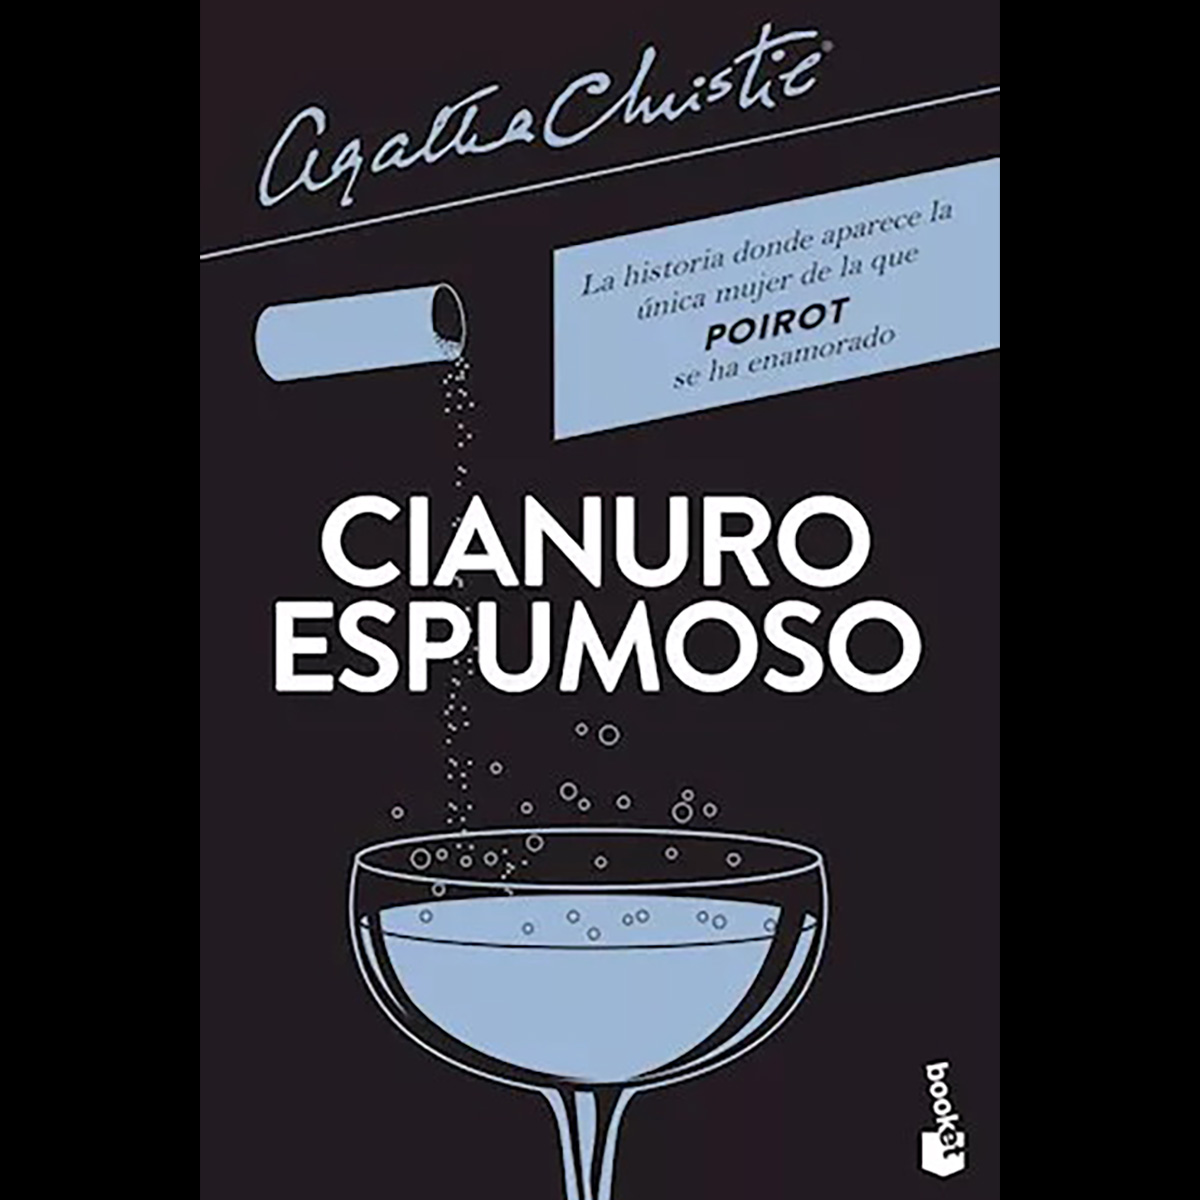 Agatha Christie®
La historia donde aparece la
única mujer de la que
POIROT
se ha enamorado
CIANURO
ESPUMOSO
booket